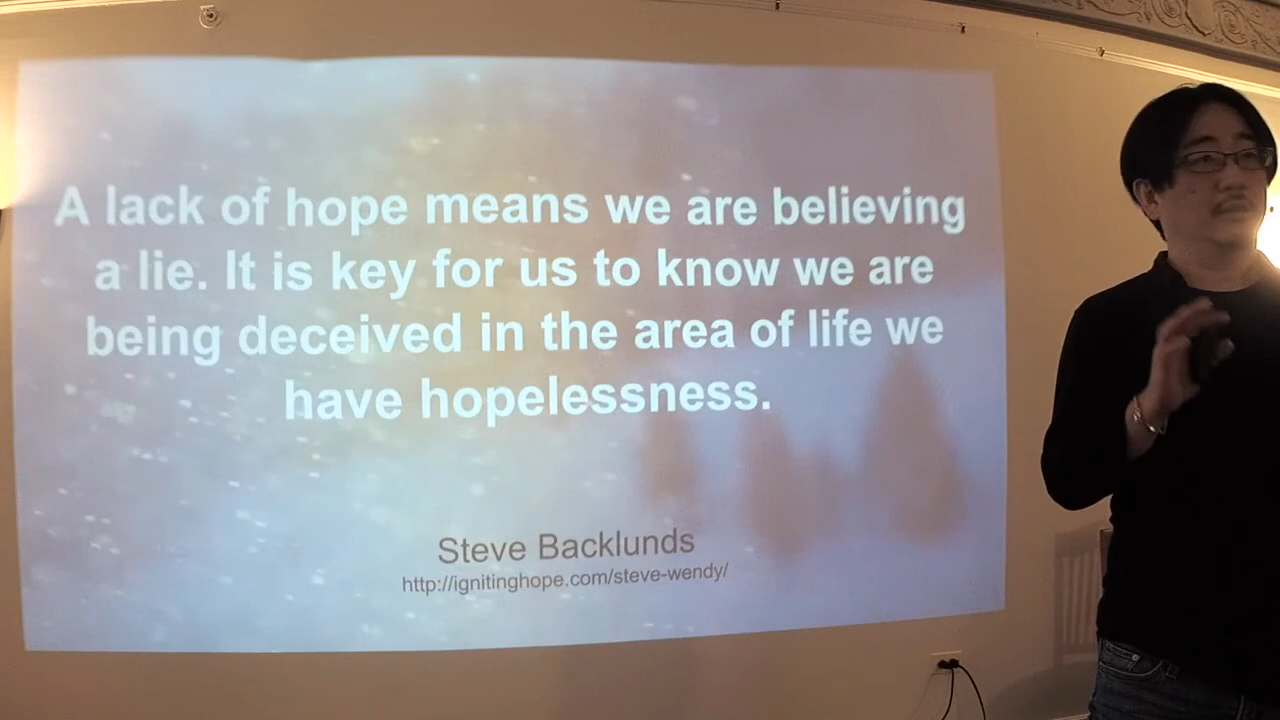 A lack of hope means we are believing
a lie. It is key for us to know we are
being deceived in the area of life we
have hopelessness.
Steve Backlunds
http://ignitinghope.com/steve-wendy/